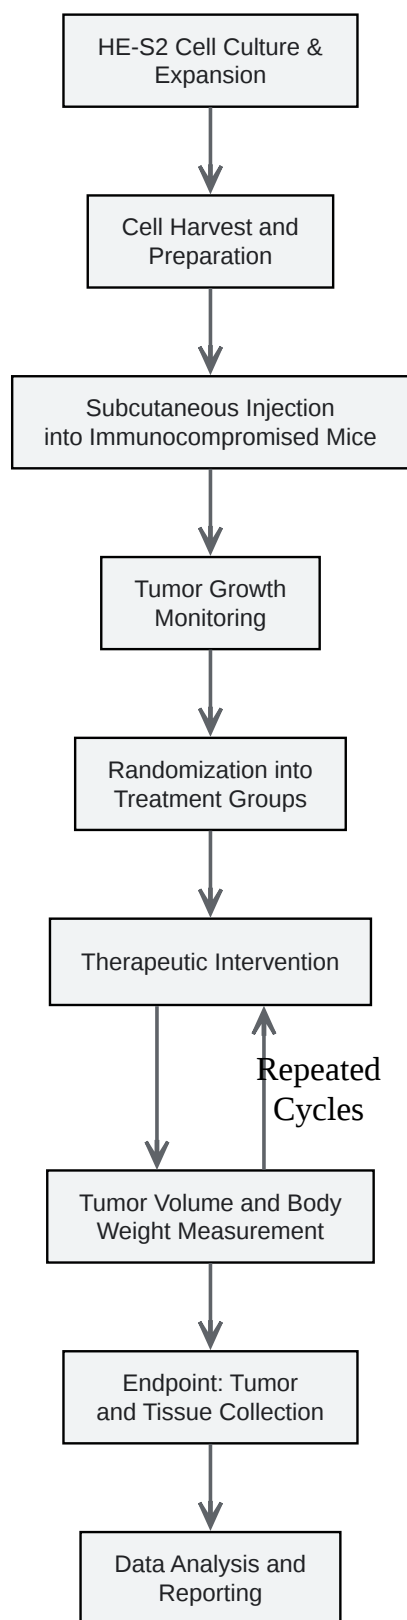 HE-S2 Cell Culture &
Expansion
Cell Harvest and
Preparation
Subcutaneous Injection
into Immunocompromised Mice
Tumor Growth
Monitoring
Randomization into
Treatment Groups
Therapeutic Intervention
Repeated
Cycles
Tumor Volume and Body
Weight Measurement
Endpoint: Tumor
and Tissue Collection
Data Analysis and
Reporting